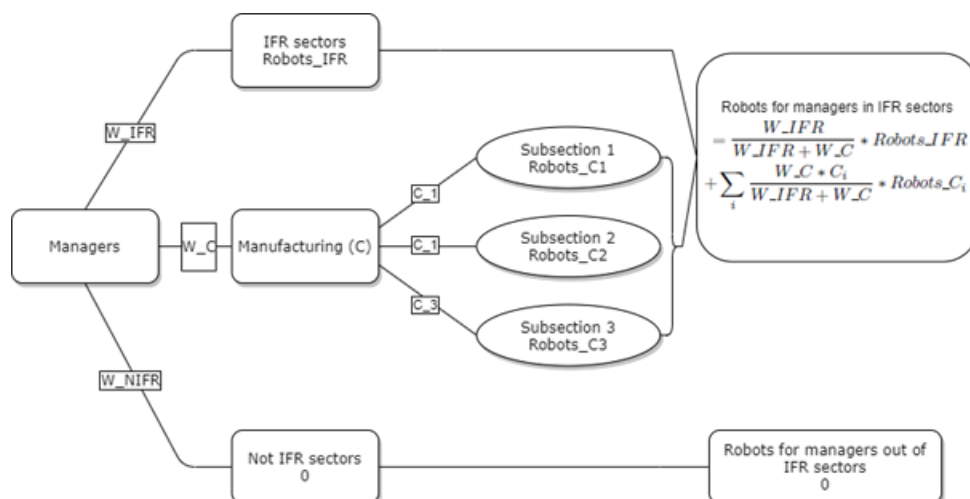 IFR sectors
Robots_IFR
W_IFR
Robots for managers in IFR sectors
= W_IFR / (W_IFR + W_C) * Robots_IFR
+ ∑_i W_C * C_i / (W_IFR + W_C) * Robots_C_i
Subsection 1
Robots_C1
C_1
Managers
W_C
Manufacturing (C)
C_1
Subsection 2
Robots_C2
C_3
Subsection 3
Robots_C3
W_NIFR
Not IFR sectors
0
Robots for managers out of
IFR sectors
0